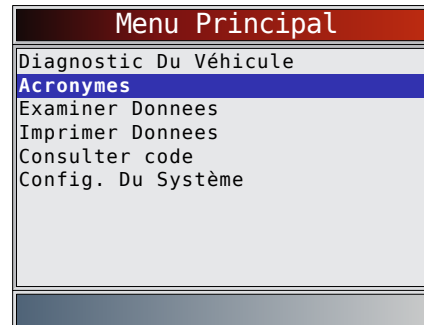 Menu Principal
Diagnostic Du Véhicule
Acronymes
Examiner Donnees
Imprimer Donnees
Consulter code
Config. Du Système